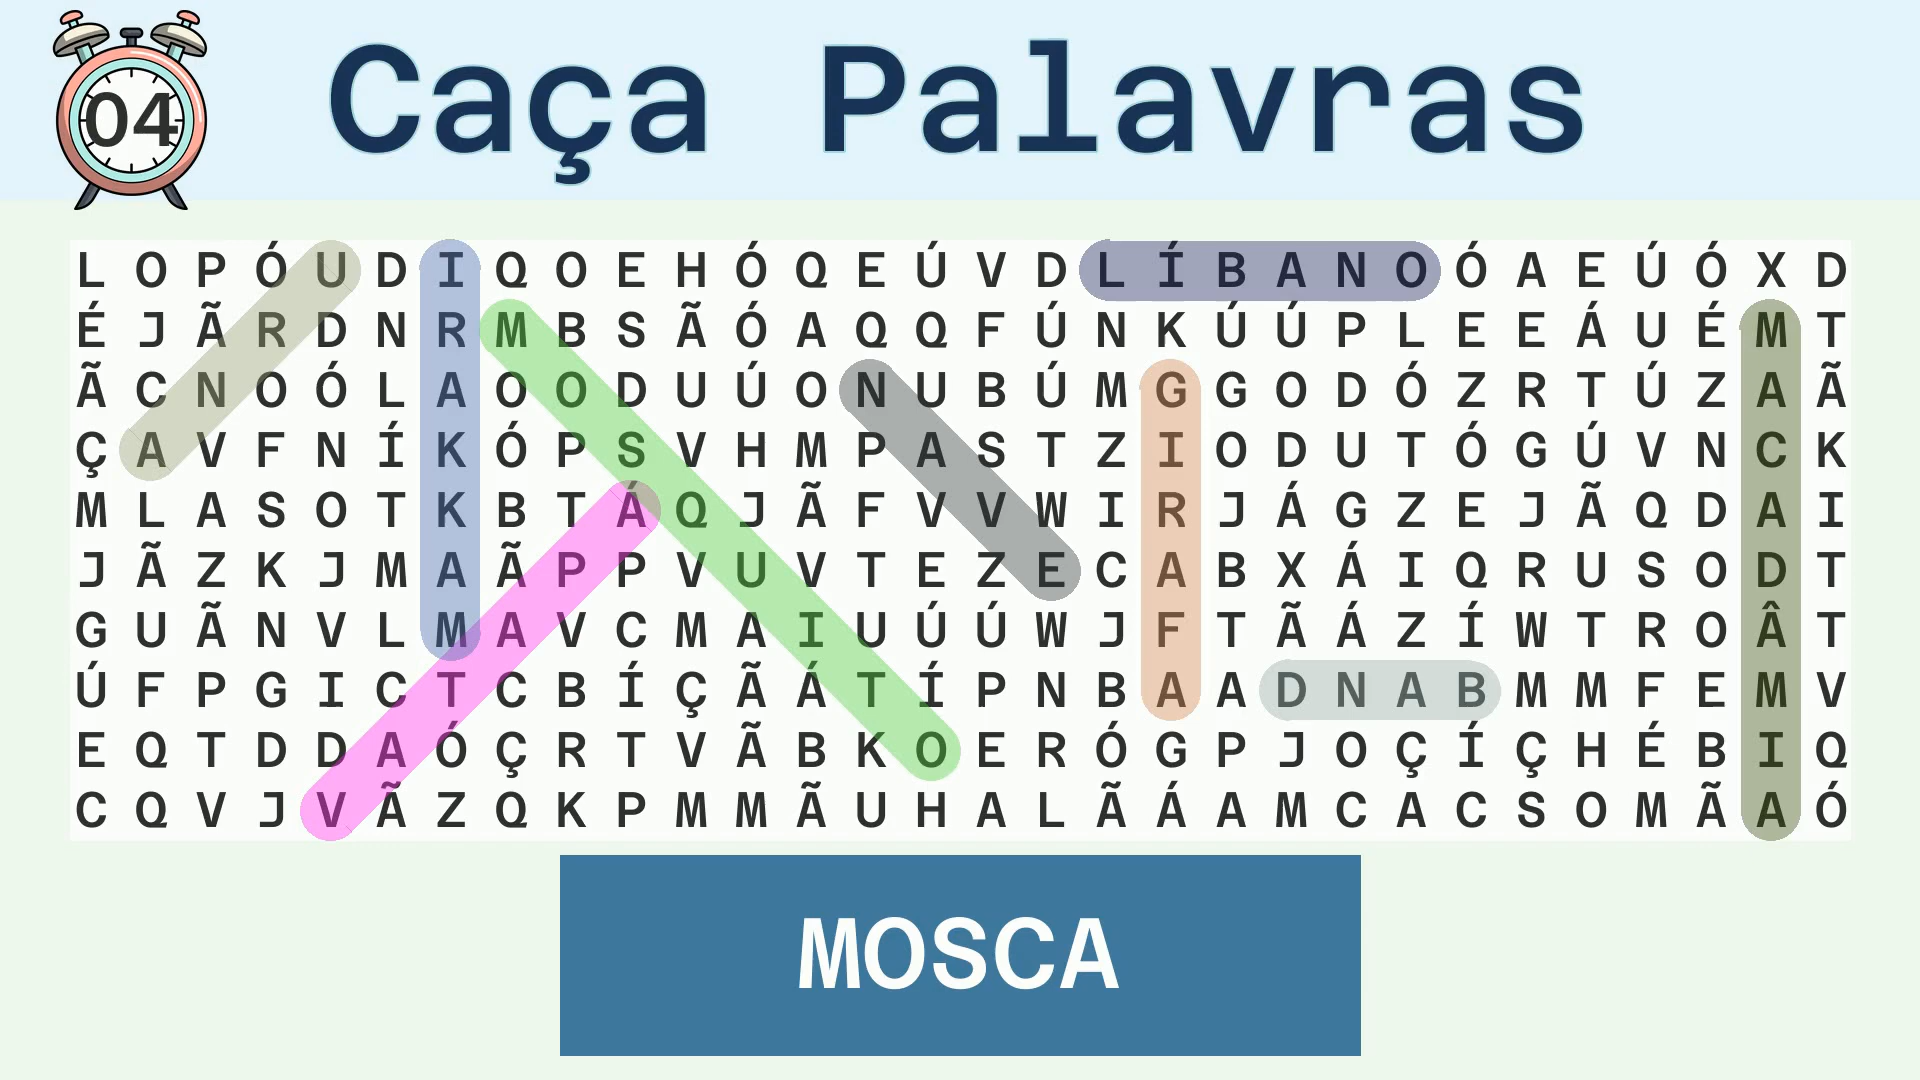 04
Caça Palavras
L O P Ó U D I Q O E H Ó Q E Ú V D L Í B A N O Ó A E Ú Ó X D
É J Ã R D N R M B S Ã Ó A Q Q F Ú N K Ú Ú P L E E Á U É M T
Ã C N O Ó L A O O D U Ú O N U B Ú M G G O D Ó Z R T Ú Z A Ã
Ç A V F N Í K Ó P S V H M P A S T Z I O D U T Ó G Ú V N C K
M L A S O T K B T Á Q J Ã F V V W I R J Á G Z E J Ã Q D A I
J Ã Z K J M A Ã P P V U V T E Z E C A B X Á I Q R U S O D T
G U Ã N V L M A V C M A I U Ú Ú W J F T Ã Á Z Í W T R O Â T
Ú F P G I C T C B Í Ç Ã Á T Í P N B A A D N A B M M F E M V
E Q T D D A Ó Ç R T V Ã B K O E R Ó G P J O Ç Í Ç H É B I Q
C Q V J V Ã Z Q K P M M Ã U H A L Ã Á A M C A C S O M Ã A Ó
MOSCA